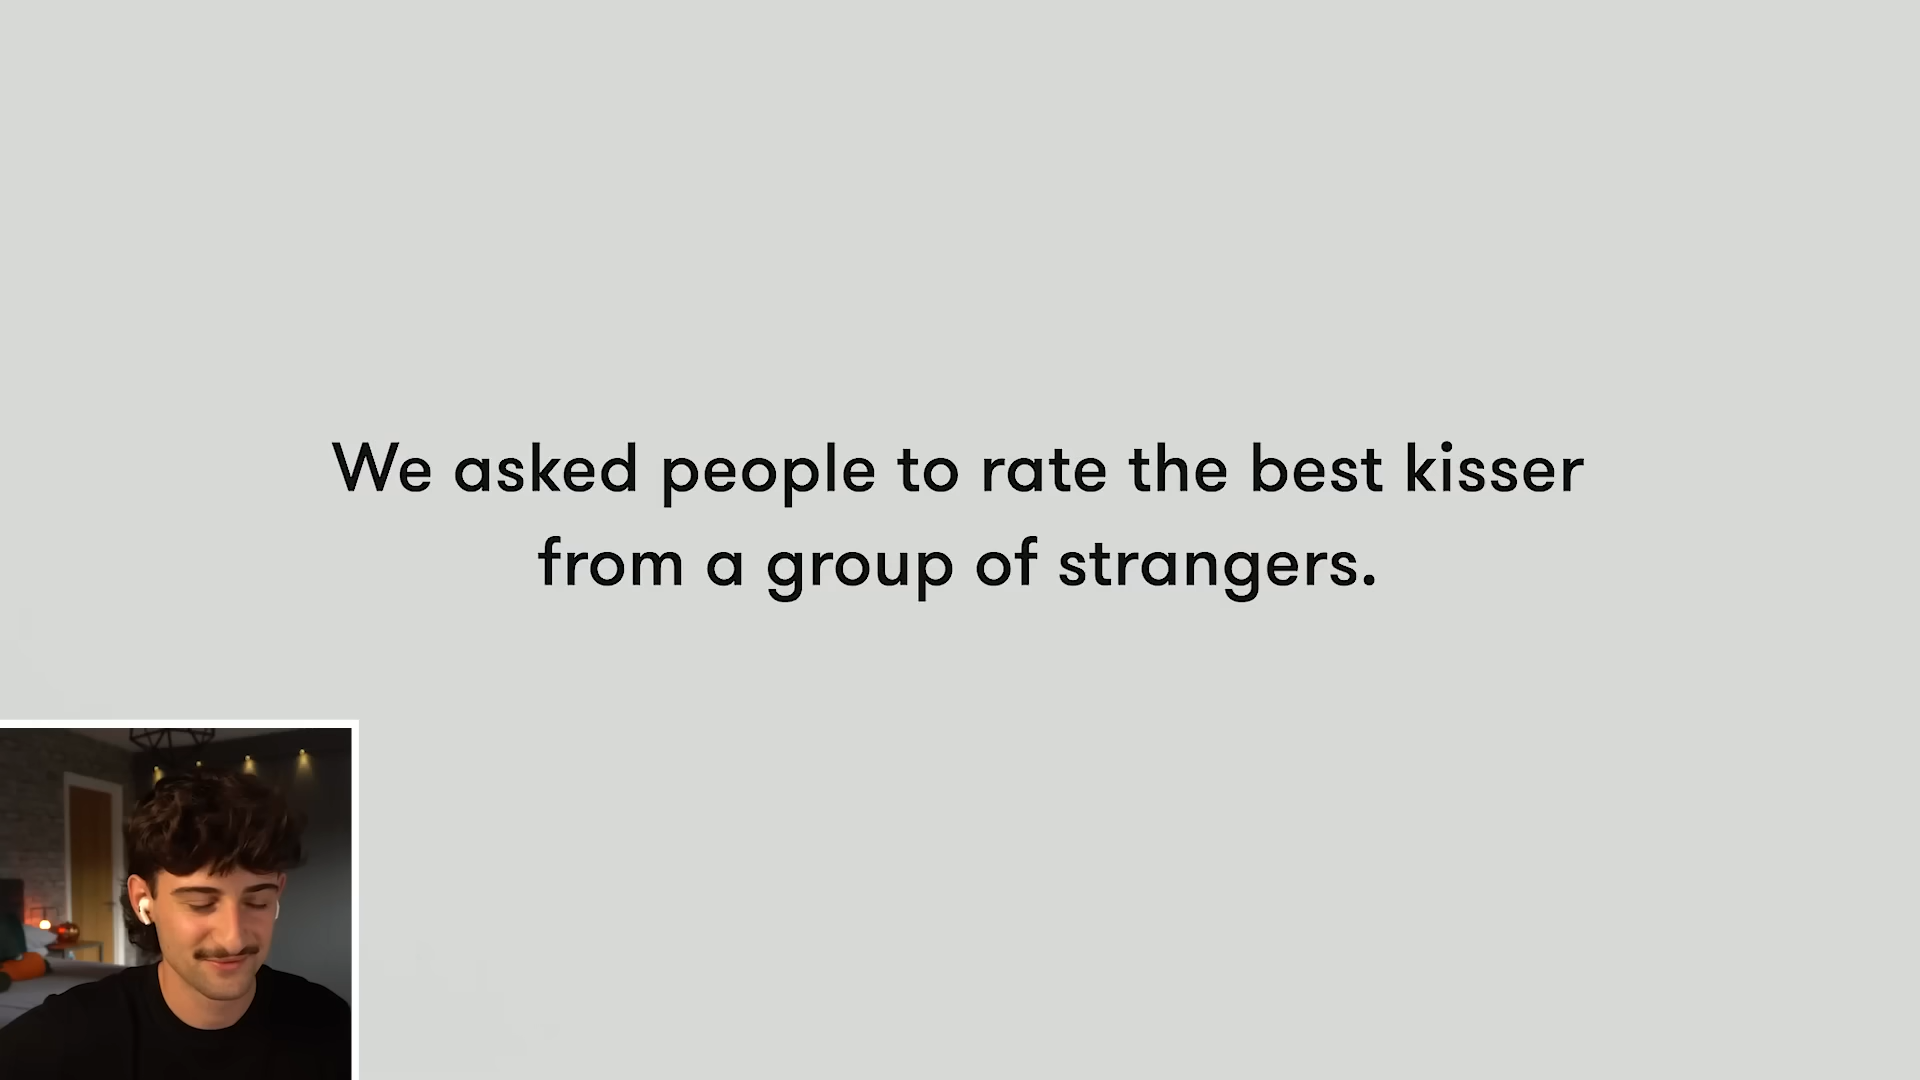 We asked people to rate the best kisser
from a group of strangers.